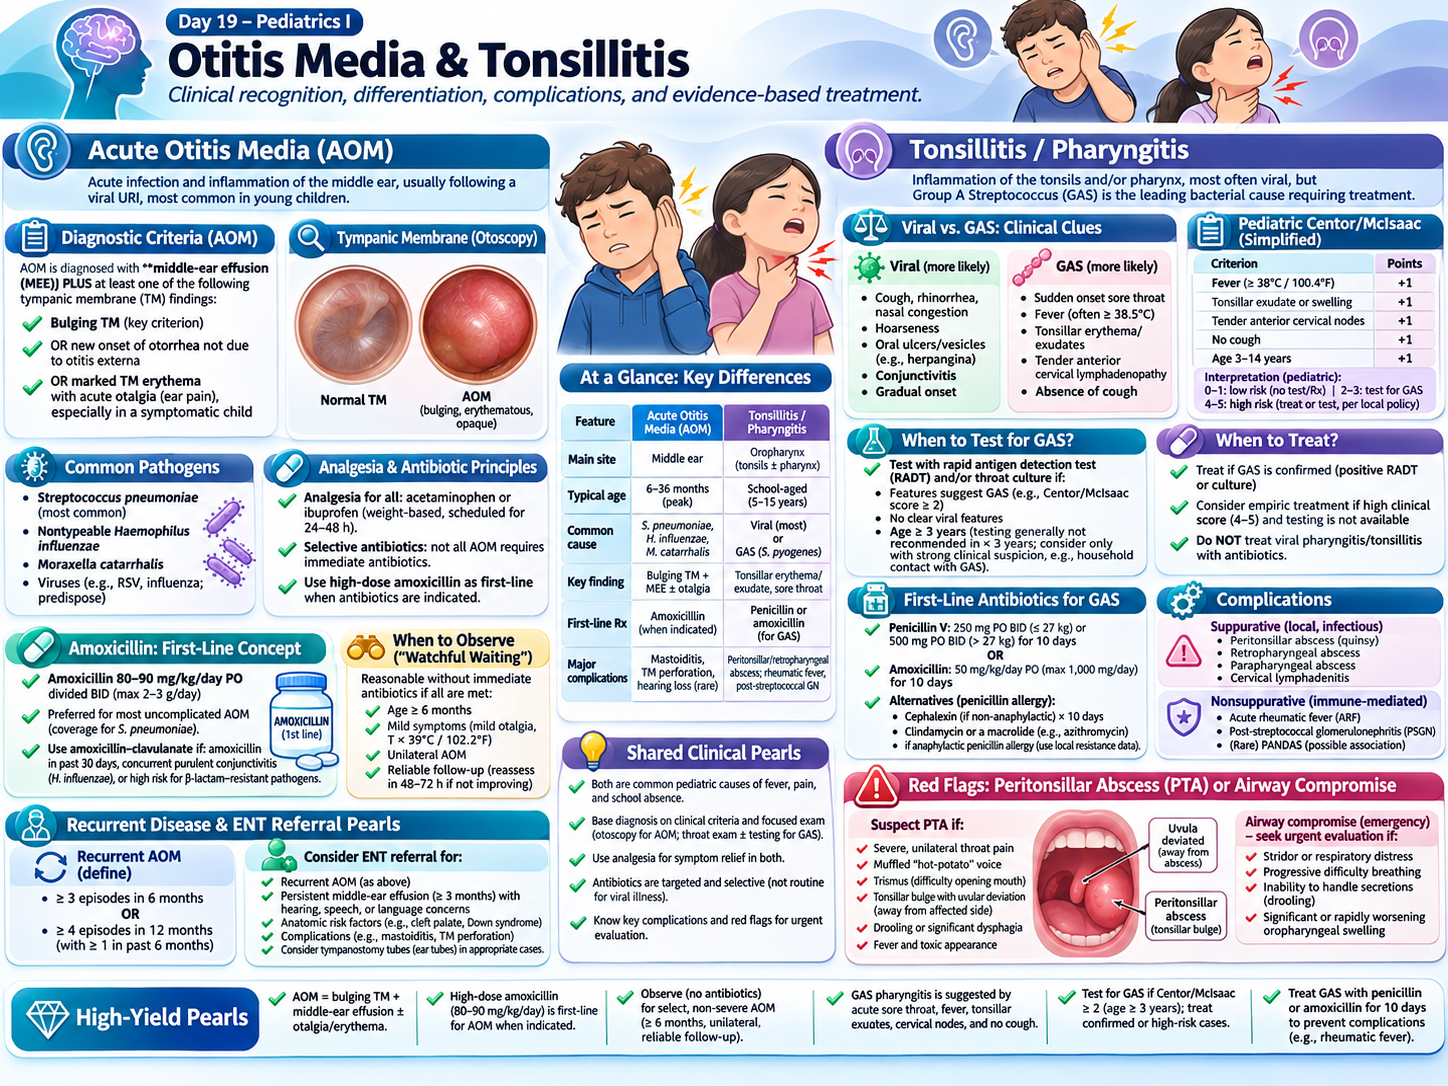 Day 19 – Pediatrics I
Otitis Media & Tonsillitis
Clinical recognition, differentiation, complications, and evidence-based treatment.
Acute Otitis Media (AOM)
Acute infection and inflammation of the middle ear, usually following a
viral URI, most common in young children.
Diagnostic Criteria (AOM)
AOM is diagnosed with **middle-ear effusion
(MEE)) PLUS at least one of the following
tympanic membrane (TM) findings:
Bulging TM (key criterion)
OR new onset of otorrhea not due
to otitis externa
OR marked TM erythema
with acute otalgia (ear pain),
especially in a symptomatic child
Tympanic Membrane (Otoscopy)
Normal TM
AOM
(bulging, erythematous,
opaque)
Common Pathogens
• Streptococcus pneumoniae
(most common)
• Nontypeable Haemophilus
influenzae
• Moraxella catarrhalis
• Viruses (e.g., RSV, influenza;
predispose)
Analgesia & Antibiotic Principles
Analgesia for all: acetaminophen or
ibuprofen (weight-based, scheduled for
24–48 h).
Selective antibiotics: not all AOM requires
immediate antibiotics.
Use high-dose amoxicillin as first-line
when antibiotics are indicated.
Amoxicillin: First-Line Concept
Amoxicillin 80–90 mg/kg/day PO
divided BID (max 2–3 g/day)
Preferred for most uncomplicated AOM
(coverage for S. pneumoniae).
Use amoxicillin–clavulanate if: amoxicillin
in past 30 days, concurrent purulent conjunctivitis
(H. influenzae), or high risk for β-lactam–resistant pathogens.
AMOXICILLIN
(1st line)
When to Observe
("Watchful Waiting")
Reasonable without immediate
antibiotics if all are met:
Age ≥ 6 months
Mild symptoms (mild otalgia,
T × 39°C / 102.2°F)
Unilateral AOM
Reliable follow-up (reassess
in 48–72 h if not improving)
Recurrent Disease & ENT Referral Pearls
Recurrent AOM
(define)
• ≥ 3 episodes in 6 months
OR
• ≥ 4 episodes in 12 months
(with ≥ 1 in past 6 months)
Consider ENT referral for:
Recurrent AOM (as above)
Persistent middle-ear effusion (≥ 3 months) with
hearing, speech, or language concerns
Anatomic risk factors (e.g., cleft palate, Down syndrome)
Complications (e.g., mastoiditis, TM perforation)
Consider tympanostomy tubes (ear tubes) in appropriate cases.
At a Glance: Key Differences
Feature
Acute Otitis
Media (AOM)
Tonsillitis /
Pharyngitis
Main site
Middle ear
Oropharynx
(tonsils ± pharynx)
Typical age
6–36 months
(peak)
School-aged
(5–15 years)
Common
cause
S. pneumoniae,
H. influenzae,
M. catarrhalis
Viral (most)
or
GAS (S. pyogenes)
Key finding
Bulging TM +
MEE ± otalgia
Tonsillar erythema/
exudate, sore throat
First-line Rx
Amoxicilllin
(when indicated)
Penicillin or
amoxicillin
(for GAS)
Major
complications
Mastoiditis,
TM perforation,
hearing loss (rare)
Peritonsillar/retropharyngeal
abscess; rheumatic fever,
post-streptococcal GN
Shared Clinical Pearls
Both are common pediatric causes of fever, pain,
and school absence.
Base diagnosis on clinical criteria and focused exam
(otoscopy for AOM; throat exam ± testing for GAS).
Use analgesia for symptom relief in both.
Antibiotics are targeted and selective (not routine
for viral illness).
Know key complications and red flags for urgent
evaluation.
Tonsillitis / Pharyngitis
Inflammation of the tonsils and/or pharynx, most often viral, but
Group A Streptococcus (GAS) is the leading bacterial cause requiring treatment.
Viral vs. GAS: Clinical Clues
Viral (more likely)
• Cough, rhinorrhea,
nasal congestion
• Hoarseness
• Oral ulcers/vesicles
(e.g., herpangina)
• Conjunctivitis
• Gradual onset
GAS (more likely)
• Sudden onset sore throat
• Fever (often ≥ 38.5°C)
• Tonsillar erythema/
exudates
• Tender anterior
cervical lymphadenopathy
• Absence of cough
Pediatric Centor/McIsaac
(Simplified)
Criterion Points
Fever (≥ 38°C / 100.4°F) +1
Tonsillar exudate or swelling +1
Tender anterior cervical nodes +1
No cough +1
Age 3–14 years +1
Interpretation (pediatric):
0–1: low risk (no test/Rx) | 2–3: test for GAS
4–5: high risk (treat or test, per local policy)
When to Test for GAS?
Test with rapid antigen detection test
(RADT) and/or throat culture if:
• Features suggest GAS (e.g., Centor/McIsaac
score ≥ 2)
• No clear viral features
• Age ≥ 3 years (testing generally not
recommended in × 3 years; consider only
with strong clinical suspicion, e.g., household
contact with GAS).
When to Treat?
Treat if GAS is confirmed (positive RADT
or culture)
Consider empiric treatment if high clinical
score (4–5) and testing is not available
Do NOT treat viral pharyngitis/tonsillitis
with antibiotics.
First-Line Antibiotics for GAS
Penicillin V: 250 mg PO BID (≤ 27 kg) or
500 mg PO BID (> 27 kg) for 10 days
OR
Amoxicillin: 50 mg/kg/day PO (max 1,000 mg/day)
for 10 days
Alternatives (penicillin allergy):
• Cephalexin (if non-anaphylactic) × 10 days
• Clindamycin or a macrolide (e.g., azithromycin)
• if anaphylactic penicillin allergy (use local resistance data).
Complications
Suppurative (local, infectious)
• Peritonsillar abscess (quinsy)
• Retropharyngeal abscess
• Parapharyngeal abscess
• Cervical lymphadenitis
Nonsuppurative (immune-mediated)
• Acute rheumatic fever (ARF)
• Post-streptococcal glomerulonephritis (PSGN)
• (Rare) PANDAS (possible association)
Red Flags: Peritonsillar Abscess (PTA) or Airway Compromise
Suspect PTA if:
Severe, unilateral throat pain
Muffled "hot-potato" voice
Trismus (difficulty opening mouth)
Tonsillar bulge with uvular deviation
(away from affected side)
Drooling or significant dysphagia
Fever and toxic appearance
Uvula
deviated
(away from
abscess)
Peritonsillar
abscess
(tonsillar bulge)
Airway compromise (emergency)
– seek urgent evaluation if:
Stridor or respiratory distress
Progressive difficulty breathing
Inability to handle secretions
(drooling)
Significant or rapidly worsening
oropharyngeal swelling
High-Yield Pearls
AOM = bulging TM +
middle-ear effusion ±
otalgia/erythema.
High-dose amoxicillin
(80–90 mg/kg/day) is first-line
for AOM when indicated.
Observe (no antibiotics)
for select, non-severe AOM
(≥ 6 months, unilateral,
reliable follow-up).
GAS pharyngitis is suggested by
acute sore throat, fever, tonsillar
exuates, cervical nodes, and no cough.
Test for GAS if Centor/McIsaac
≥ 2 (age ≥ 3 years); treat
confirmed or high-risk cases.
Treat GAS with penicillin
or amoxicillin for 10 days
to prevent complications
(e.g., rheumatic fever).